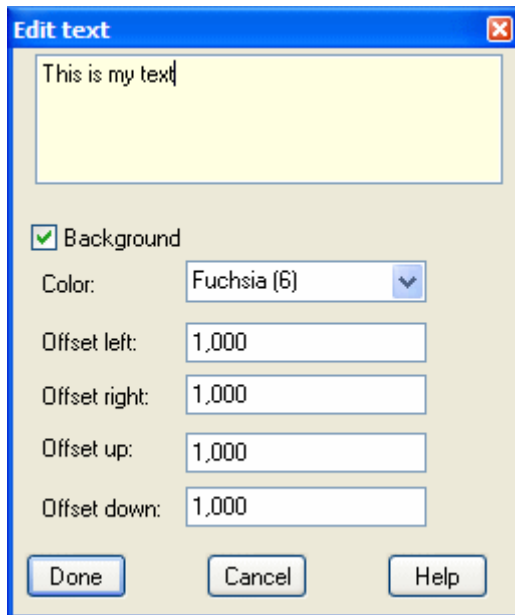 Edit text
This is my text
Background
Color: Fuchsia (6)
Offset left: 1,000
Offset right: 1,000
Offset up: 1,000
Offset down: 1,000
Done Cancel Help